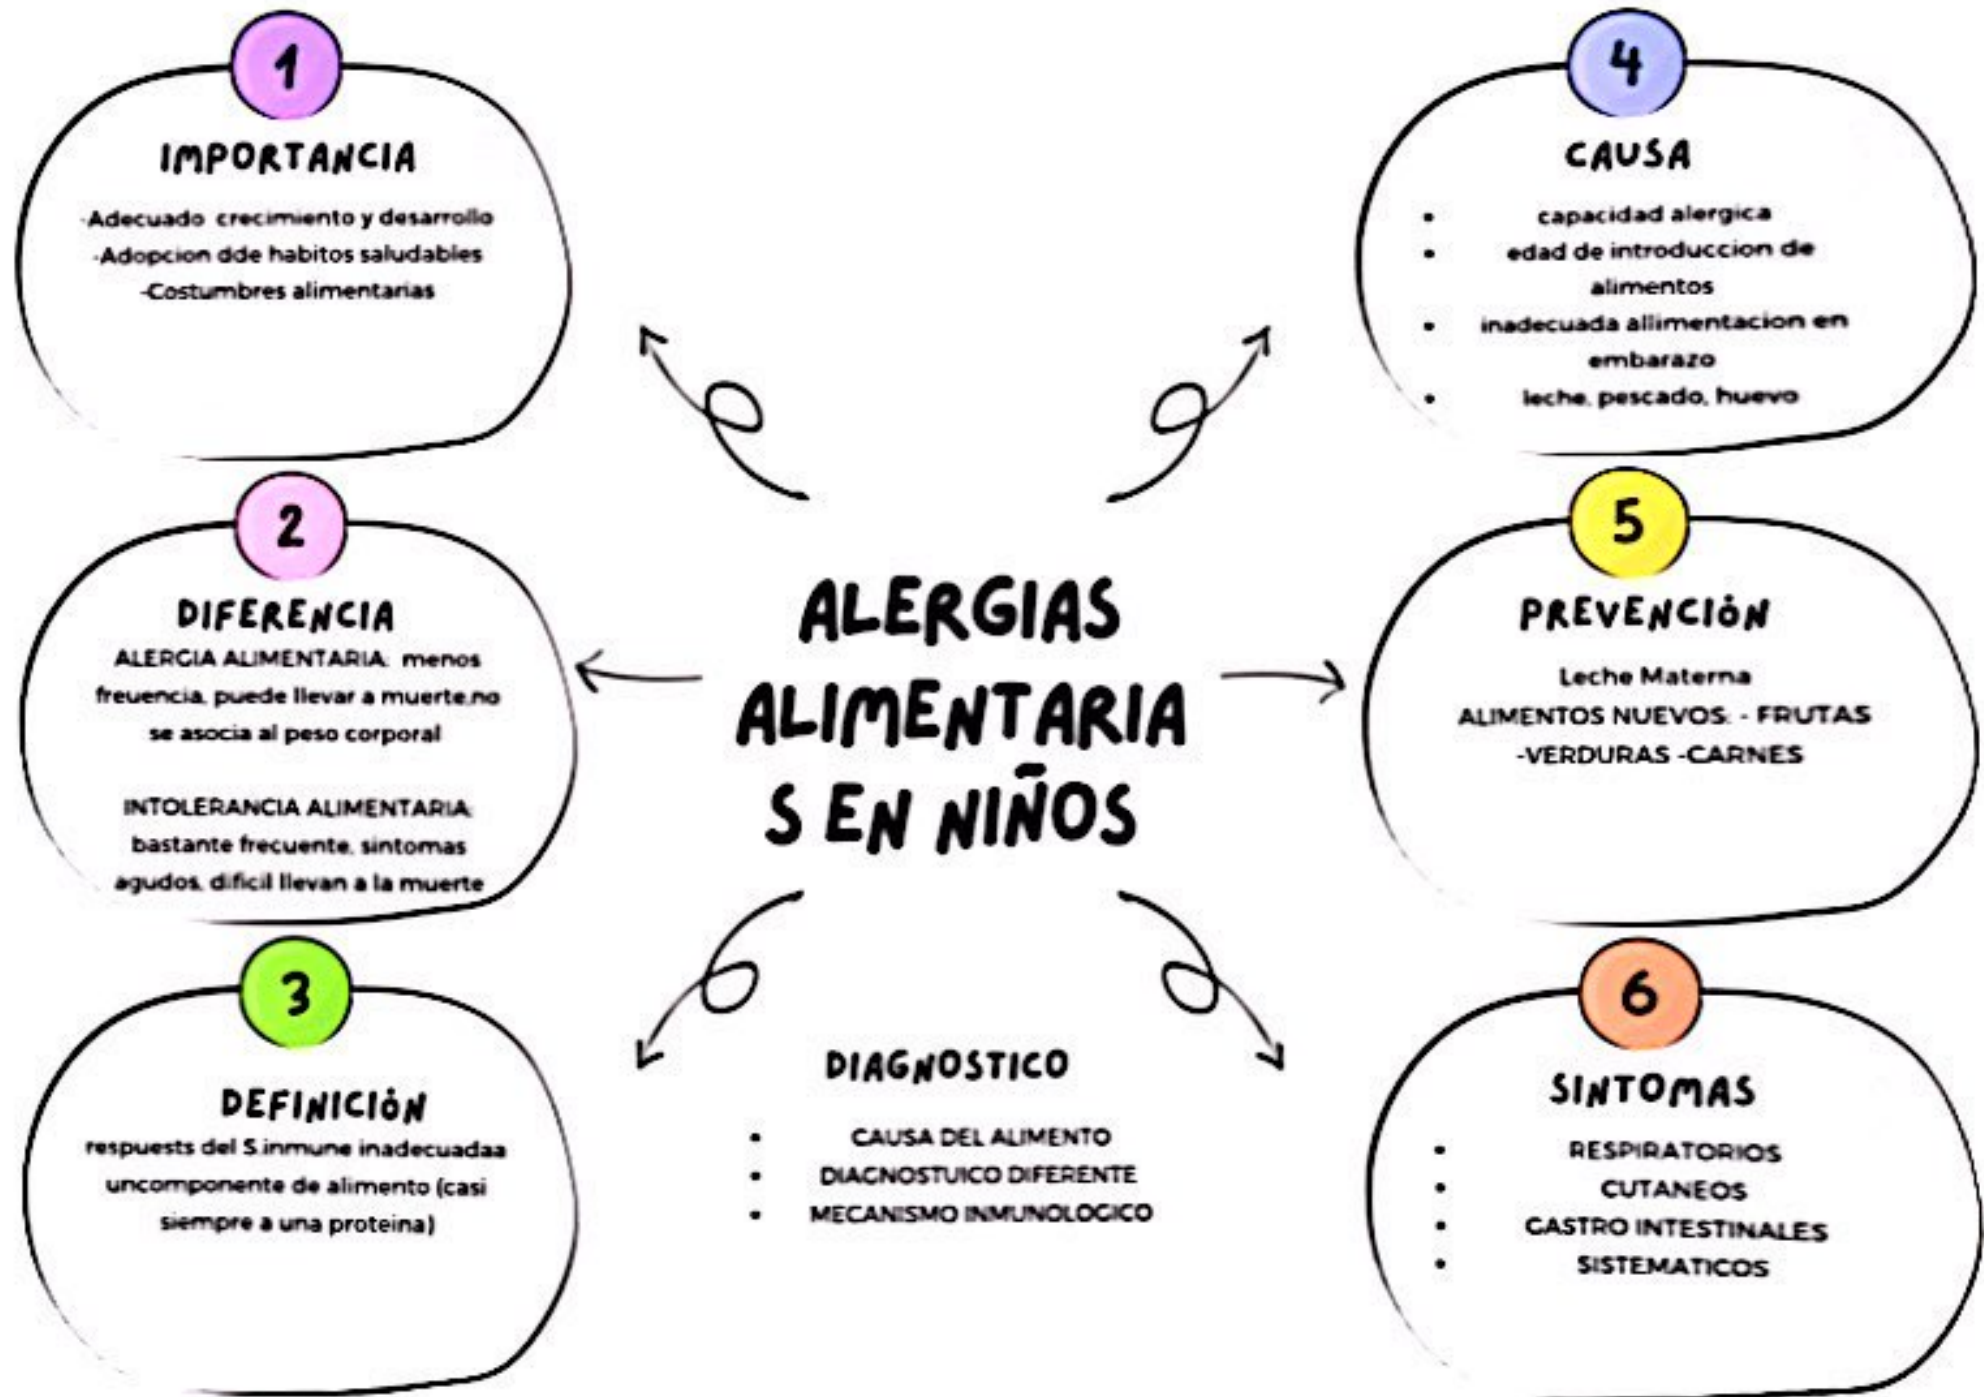 1
IMPORTANCIA
-Adecuado crecimiento y desarrollo
-Adopcion dde habitos saludables
-Costumbres alimentarias
2
DIFERENCIA
ALERGIA ALIMENTARIA: menos
freuencia, puede llevar a muerte,no
se asocia al peso corporal
INTOLERANCIA ALIMENTARIA:
bastante frecuente, sintomas
agudos, dificil llevan a la muerte
3
DEFINICIÓN
respuests del S.inmune inadecuadaa
uncomponente de alimento (casi
siempre a una proteina)
ALERGIAS
ALIMENTARIA
S EN NIÑOS
DIAGNOSTICO
• CAUSA DEL ALIMENTO
• DIAGNOSTUICO DIFERENTE
• MECANISMO INMUNOLOGICO
4
CAUSA
• capacidad alergica
• edad de introduccion de
alimentos
• inadecuada allimentacion en
embarazo
• leche, pescado, huevo
5
PREVENCIÓN
Leche Materna
ALIMENTOS NUEVOS: - FRUTAS
-VERDURAS -CARNES
6
SINTOMAS
• RESPIRATORIOS
• CUTANEOS
• GASTRO INTESTINALES
• SISTEMATICOS